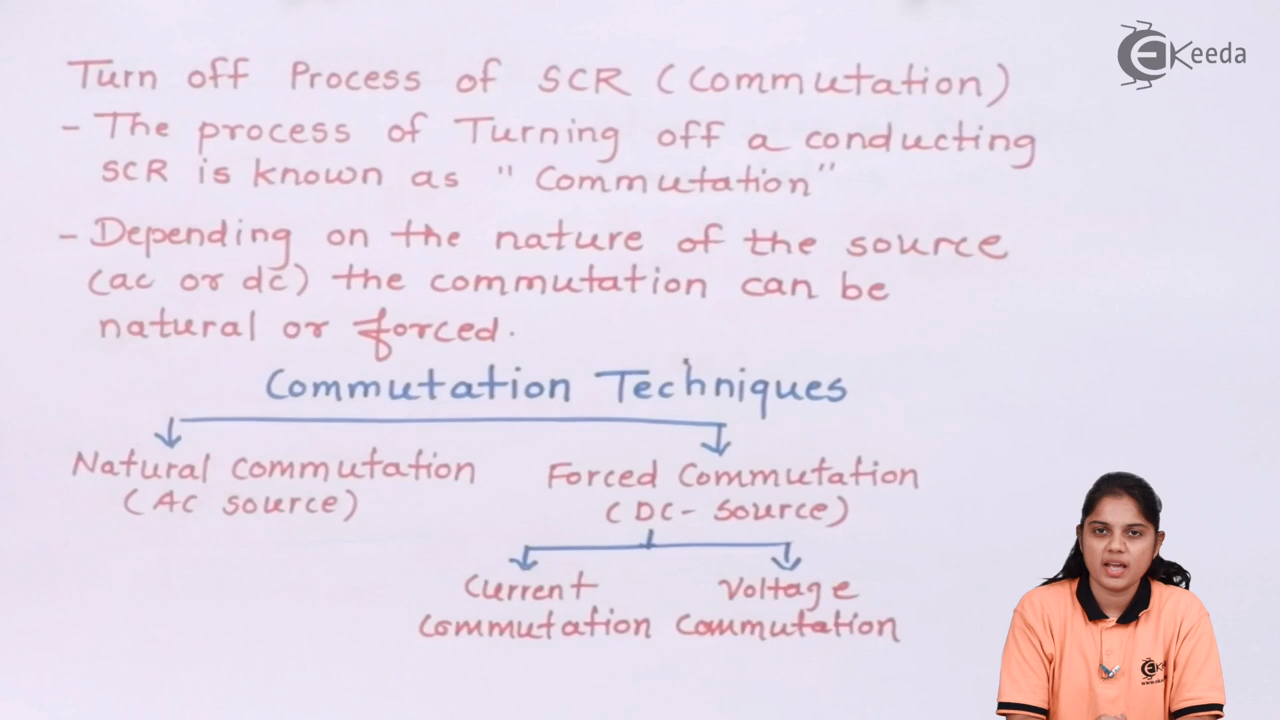 Turn off Process of SCR (Commutation)
- The process of Turning off a conducting
SCR is known as "Commutation"
- Depending on the nature of the source
(ac or dc) the commutation can be
natural or forced.
Commutation Techniques
Natural commutation
(AC source)
Forced Commutation
(DC-Source)
Current
commutation
Voltage
commutation
eKeeda